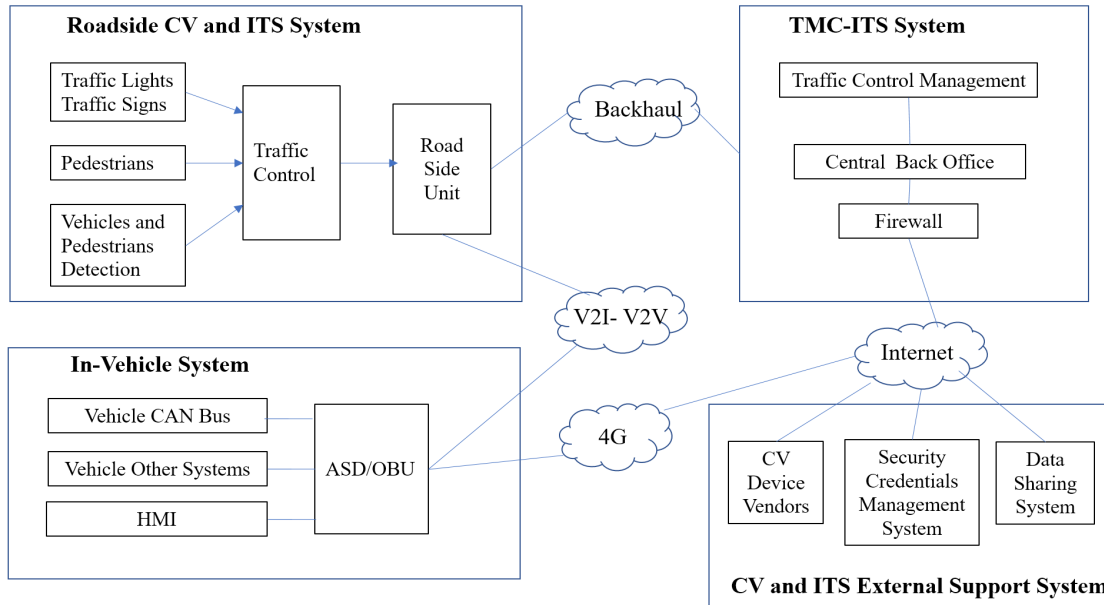 Roadside CV and ITS System
Traffic Lights
Traffic Signs
Pedestrians
Vehicles and
Pedestrians
Detection
Traffic
Control
Road
Side
Unit
Backhaul
TMC-ITS System
Traffic Control Management
Central Back Office
Firewall
V2I- V2V
Internet
4G
In-Vehicle System
Vehicle CAN Bus
Vehicle Other Systems
HMI
ASD/OBU
CV
Device
Vendors
Security
Credentials
Management
System
Data
Sharing
System
CV and ITS External Support System